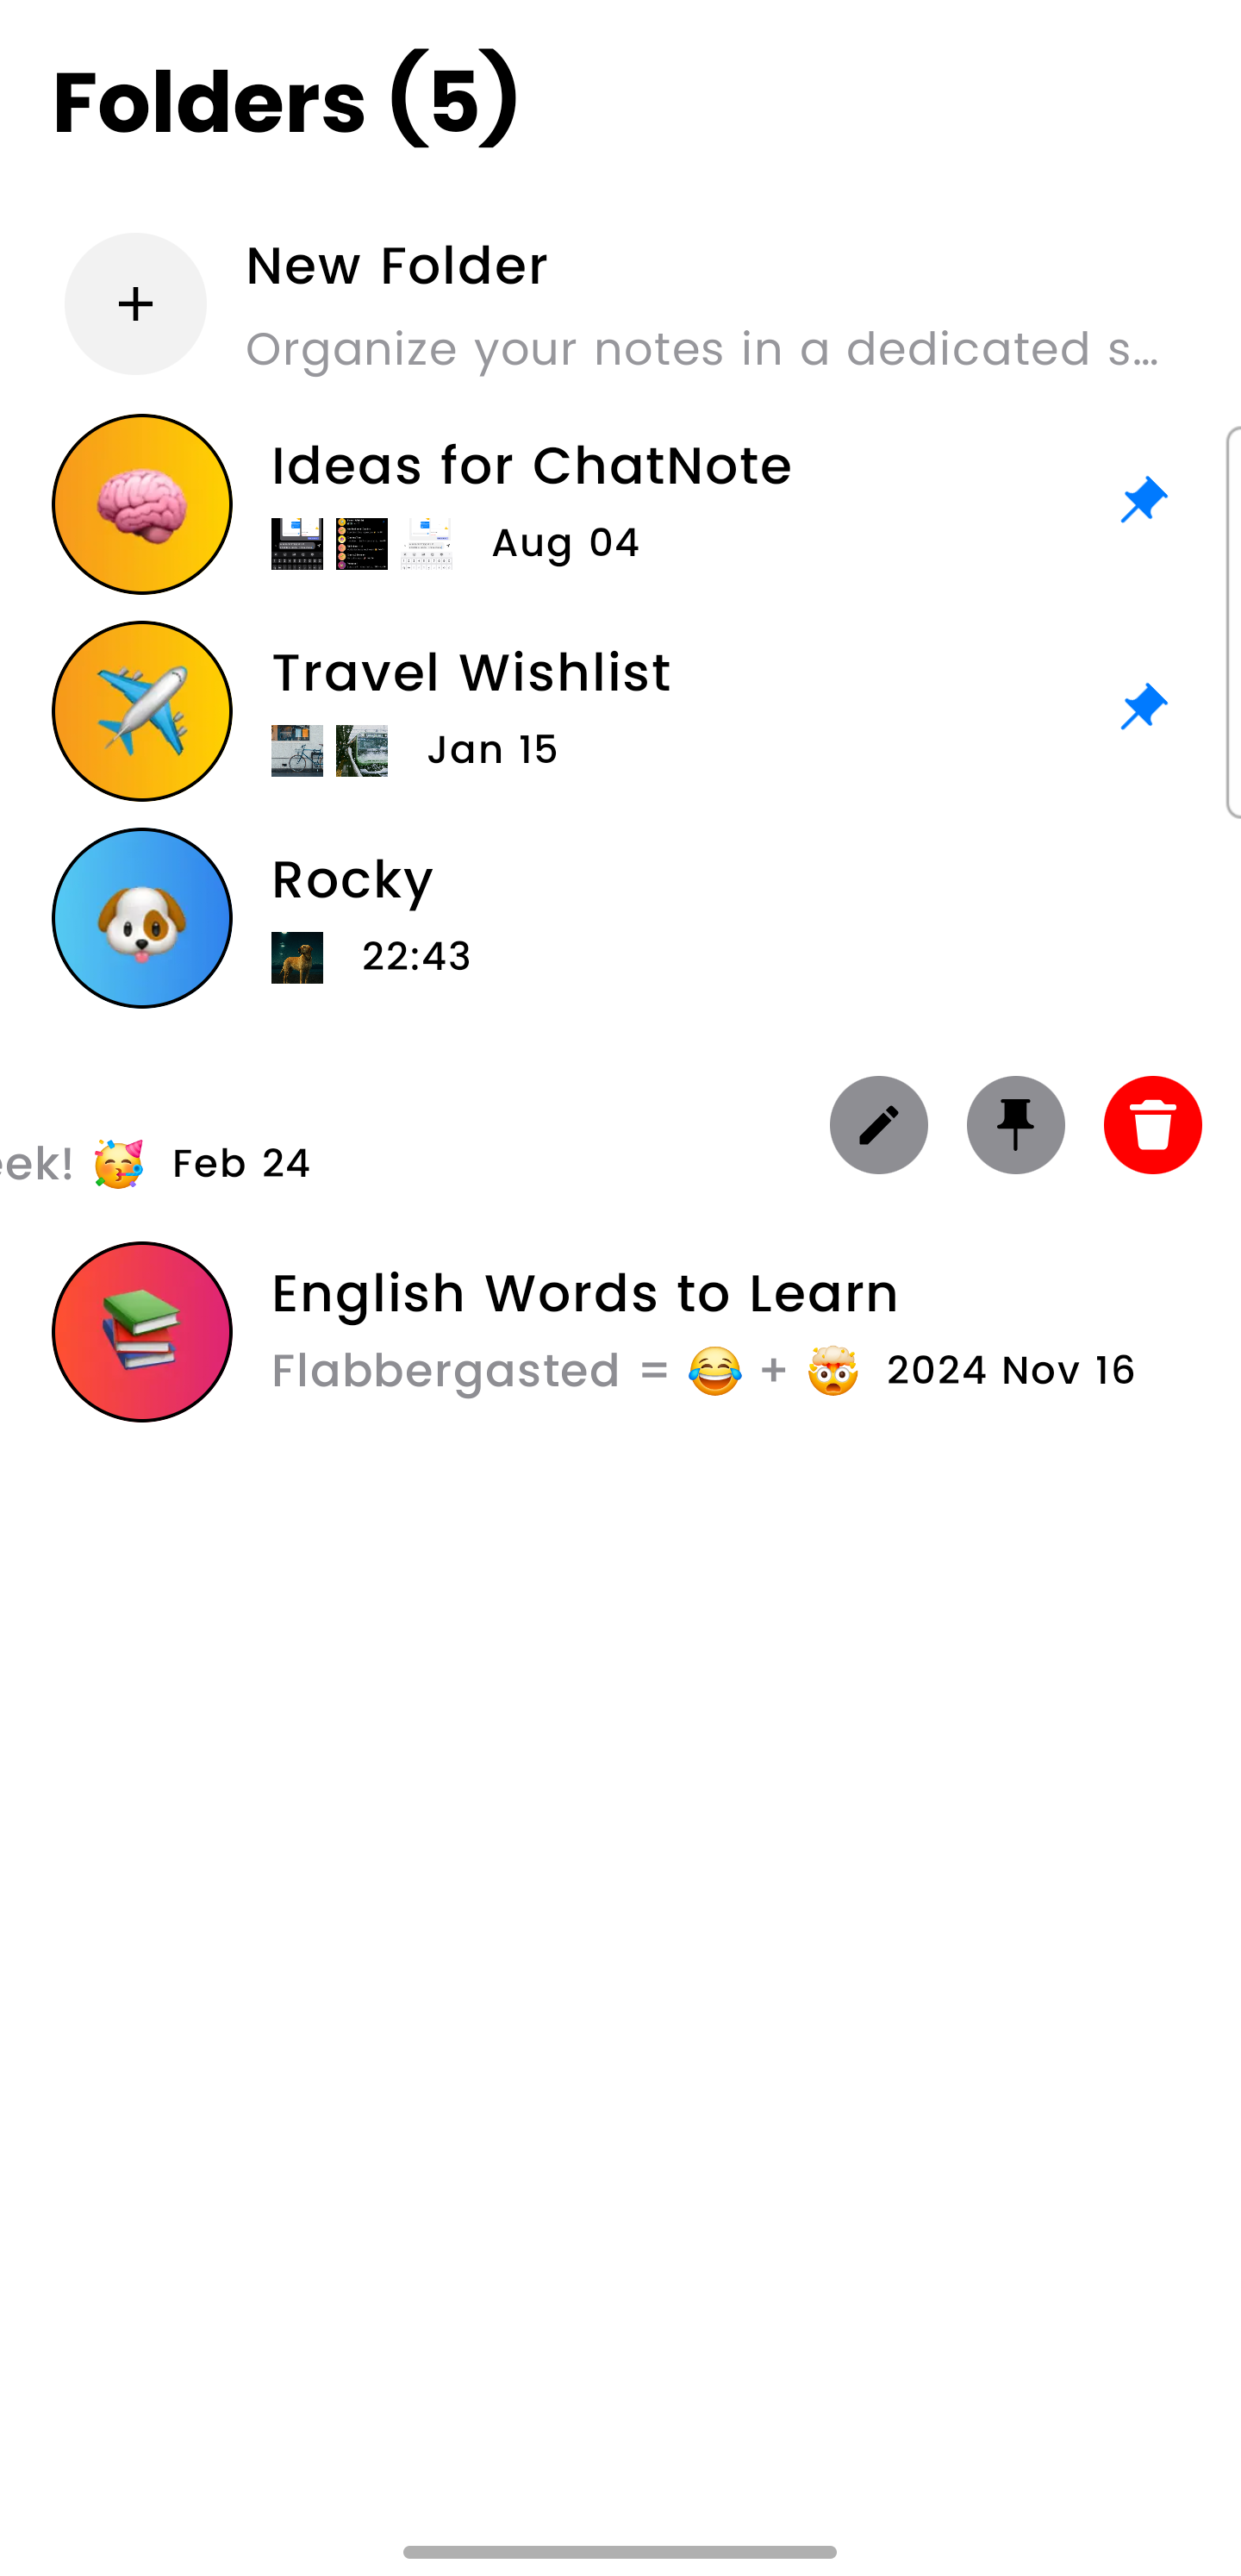 Folders (5)
New Folder
Organize your notes in a dedicated s...
Ideas for ChatNote
Aug 04
Travel Wishlist
Jan 15
Rocky
22:43
eek! 🥳 Feb 24
English Words to Learn
Flabbergasted = 😂 + 🤯 2024 Nov 16